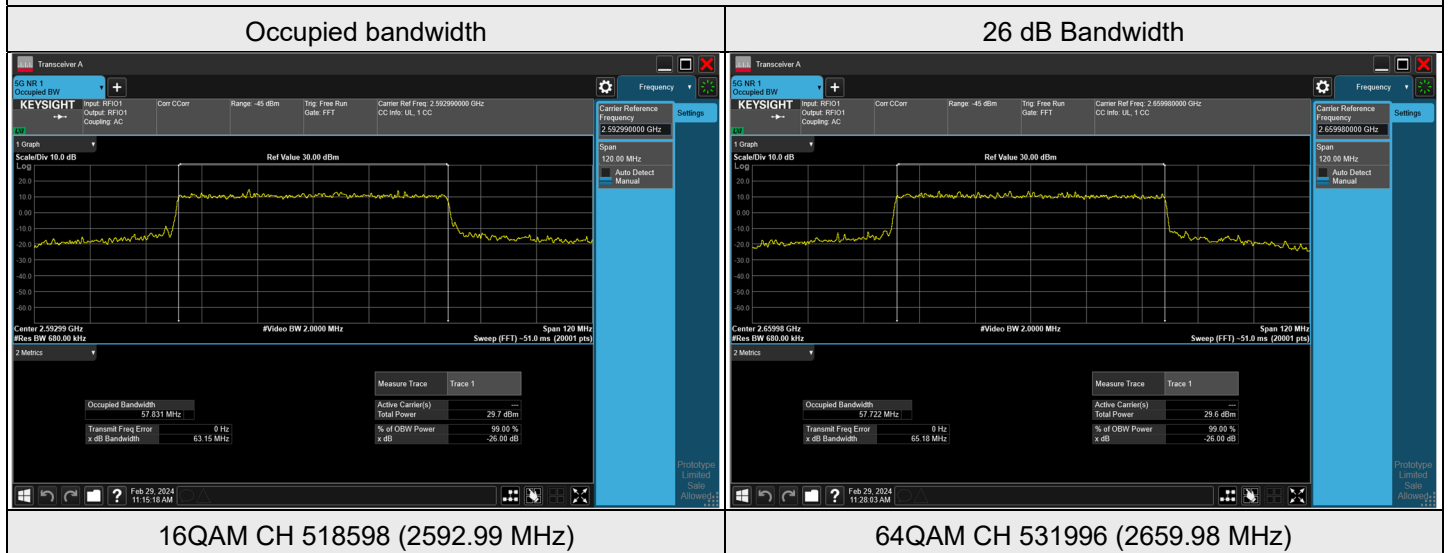 Occupied bandwidth
26 dB Bandwidth
Transceiver A
5G NR 1
Occupied BW
+
Frequency
KEYSIGHT
Input: RFIO1
Output: RFIO1
Coupling: AC
Corr CCorr
Range: -45 dBm
Trig: Free Run
Gate: FFT
Carrier Ref Freq: 2.592990000 GHz
CC Info: UL, 1 CC
LXI
Carrier Reference
Frequency
2.592990000 GHz
Settings
Span
120.00 MHz
Auto Detect
Manual
1 Graph
Scale/Div 10.0 dB
Ref Value 30.00 dBm
Log
20.0
10.0
0.00
-10.0
-20.0
-30.0
-40.0
-50.0
-60.0
Center 2.59299 GHz
#Video BW 2.0000 MHz
Span 120 MHz
#Res BW 680.00 kHz
Sweep (FFT) ~51.0 ms (20001 pts)
2 Metrics
Measure Trace
Trace 1
Occupied Bandwidth
57.831 MHz
Active Carrier(s)
---
Total Power
29.7 dBm
Transmit Freq Error
0 Hz
x dB Bandwidth
63.15 MHz
% of OBW Power
99.00 %
x dB
-26.00 dB
Prototype
Limited
Sale
Allowed
?
Feb 29, 2024
11:15:18 AM
Transceiver A
5G NR 1
Occupied BW
+
Frequency
KEYSIGHT
Input: RFIO1
Output: RFIO1
Coupling: AC
Corr CCorr
Range: -45 dBm
Trig: Free Run
Gate: FFT
Carrier Ref Freq: 2.659980000 GHz
CC Info: UL, 1 CC
LXI
Carrier Reference
Frequency
2.659980000 GHz
Settings
Span
120.00 MHz
Auto Detect
Manual
1 Graph
Scale/Div 10.0 dB
Ref Value 30.00 dBm
Log
20.0
10.0
0.00
-10.0
-20.0
-30.0
-40.0
-50.0
-60.0
Center 2.65998 GHz
#Video BW 2.0000 MHz
Span 120 MHz
#Res BW 680.00 kHz
Sweep (FFT) ~51.0 ms (20001 pts)
2 Metrics
Measure Trace
Trace 1
Occupied Bandwidth
57.722 MHz
Active Carrier(s)
---
Total Power
29.6 dBm
Transmit Freq Error
0 Hz
x dB Bandwidth
65.18 MHz
% of OBW Power
99.00 %
x dB
-26.00 dB
Prototype
Limited
Sale
Allowed
?
Feb 29, 2024
11:28:03 AM
16QAM CH 518598 (2592.99 MHz)
64QAM CH 531996 (2659.98 MHz)